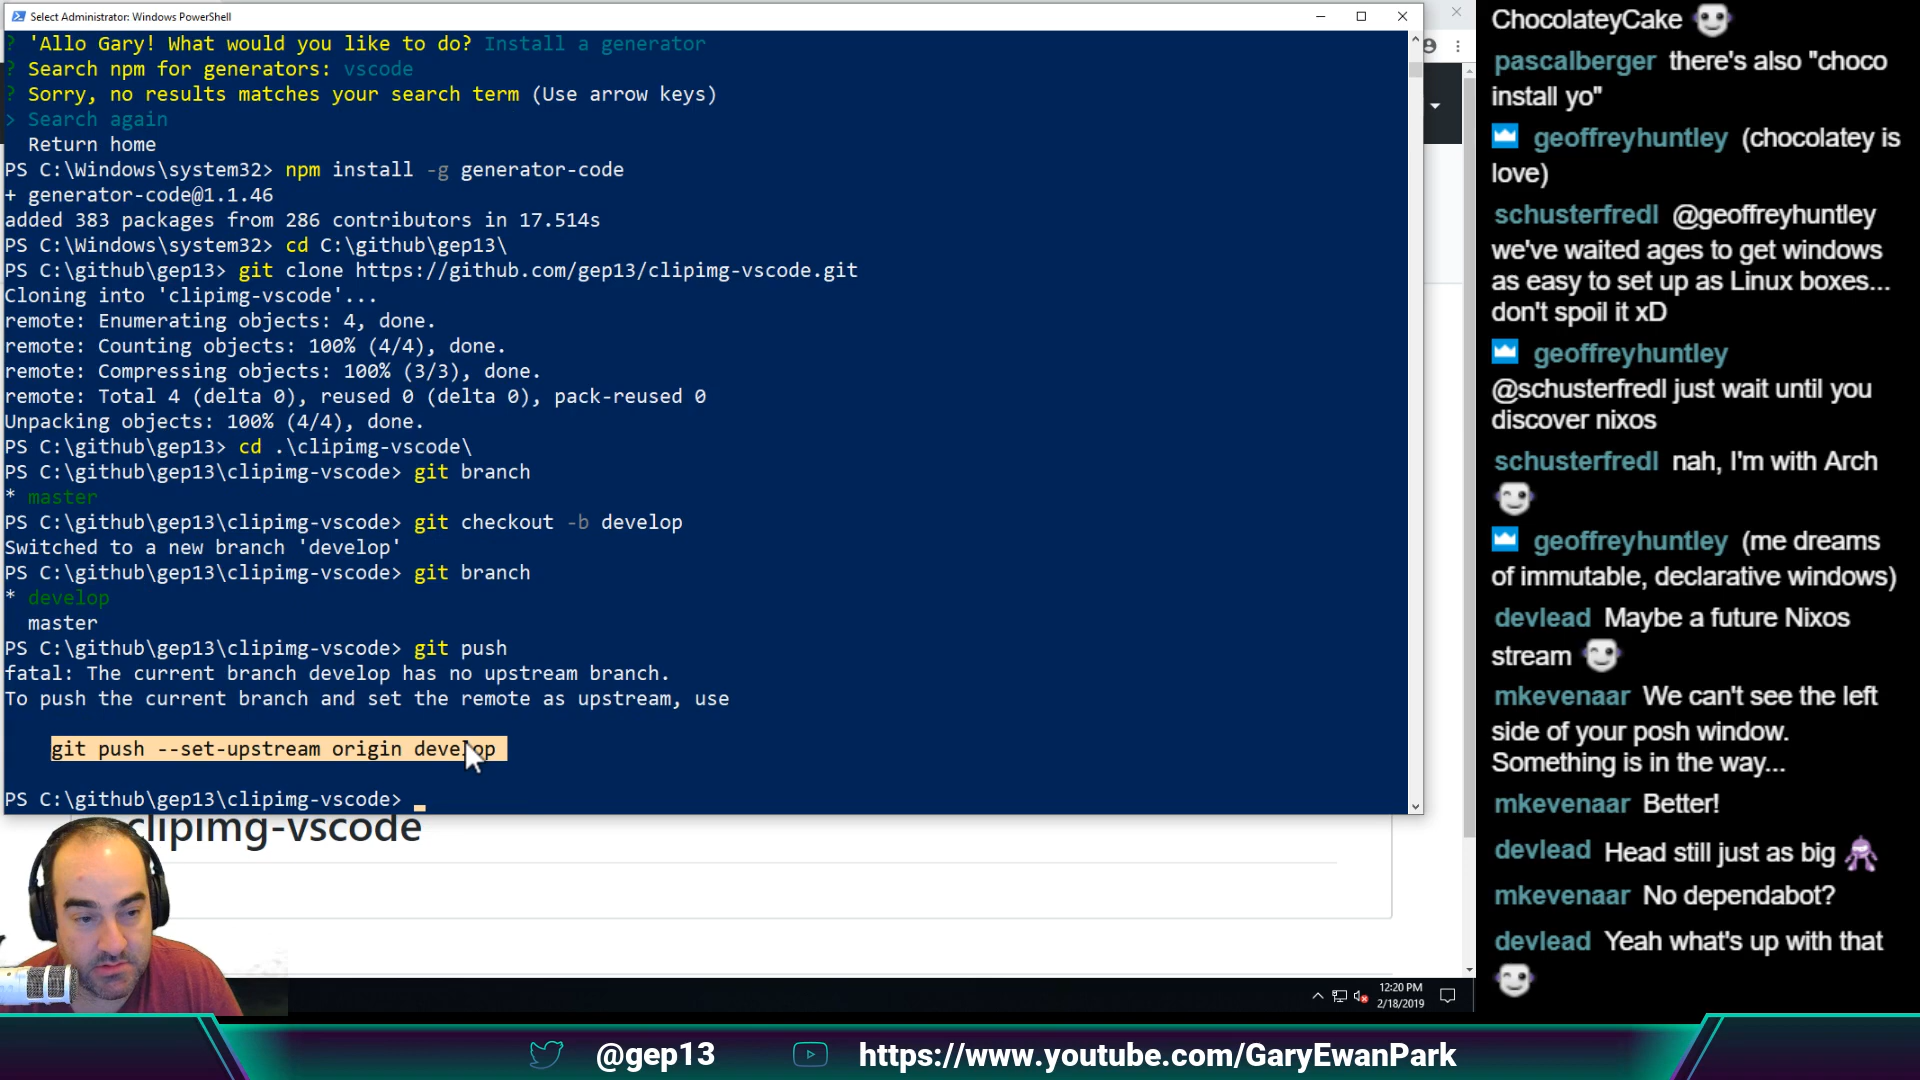 Select Administrator: Windows PowerShell
? 'Allo Gary! What would you like to do? Install a generator
? Search npm for generators: vscode
? Sorry, no results matches your search term (Use arrow keys)
> Search again
Return home
PS C:\Windows\system32> npm install -g generator-code
+ generator-code@1.1.46
added 383 packages from 286 contributors in 17.514s
PS C:\Windows\system32> cd C:\github\gep13\
PS C:\github\gep13> git clone https://github.com/gep13/clipimg-vscode.git
Cloning into 'clipimg-vscode'...
remote: Enumerating objects: 4, done.
remote: Counting objects: 100% (4/4), done.
remote: Compressing objects: 100% (3/3), done.
remote: Total 4 (delta 0), reused 0 (delta 0), pack-reused 0
Unpacking objects: 100% (4/4), done.
PS C:\github\gep13> cd .\clipimg-vscode\
PS C:\github\gep13\clipimg-vscode> git branch
* master
PS C:\github\gep13\clipimg-vscode> git checkout -b develop
Switched to a new branch 'develop'
PS C:\github\gep13\clipimg-vscode> git branch
* develop
master
PS C:\github\gep13\clipimg-vscode> git push
fatal: The current branch develop has no upstream branch.
To push the current branch and set the remote as upstream, use
git push --set-upstream origin develop
PS C:\github\gep13\clipimg-vscode>
clipimg-vscode
12:20 PM
2/18/2019
ChocolateyCake
pascalberger there's also "choco
install yo"
geoffreyhuntley (chocolatey is
love)
schusterfredl @geoffreyhuntley
we've waited ages to get windows
as easy to set up as Linux boxes...
don't spoil it xD
geoffreyhuntley
@schusterfredl just wait until you
discover nixos
schusterfredl nah, I'm with Arch
geoffreyhuntley (me dreams
of immutable, declarative windows)
devlead Maybe a future Nixos
stream
mkevenaar We can't see the left
side of your posh window.
Something is in the way...
mkevenaar Better!
devlead Head still just as big
mkevenaar No dependabot?
devlead Yeah what's up with that
@gep13
https://www.youtube.com/GaryEwanPark